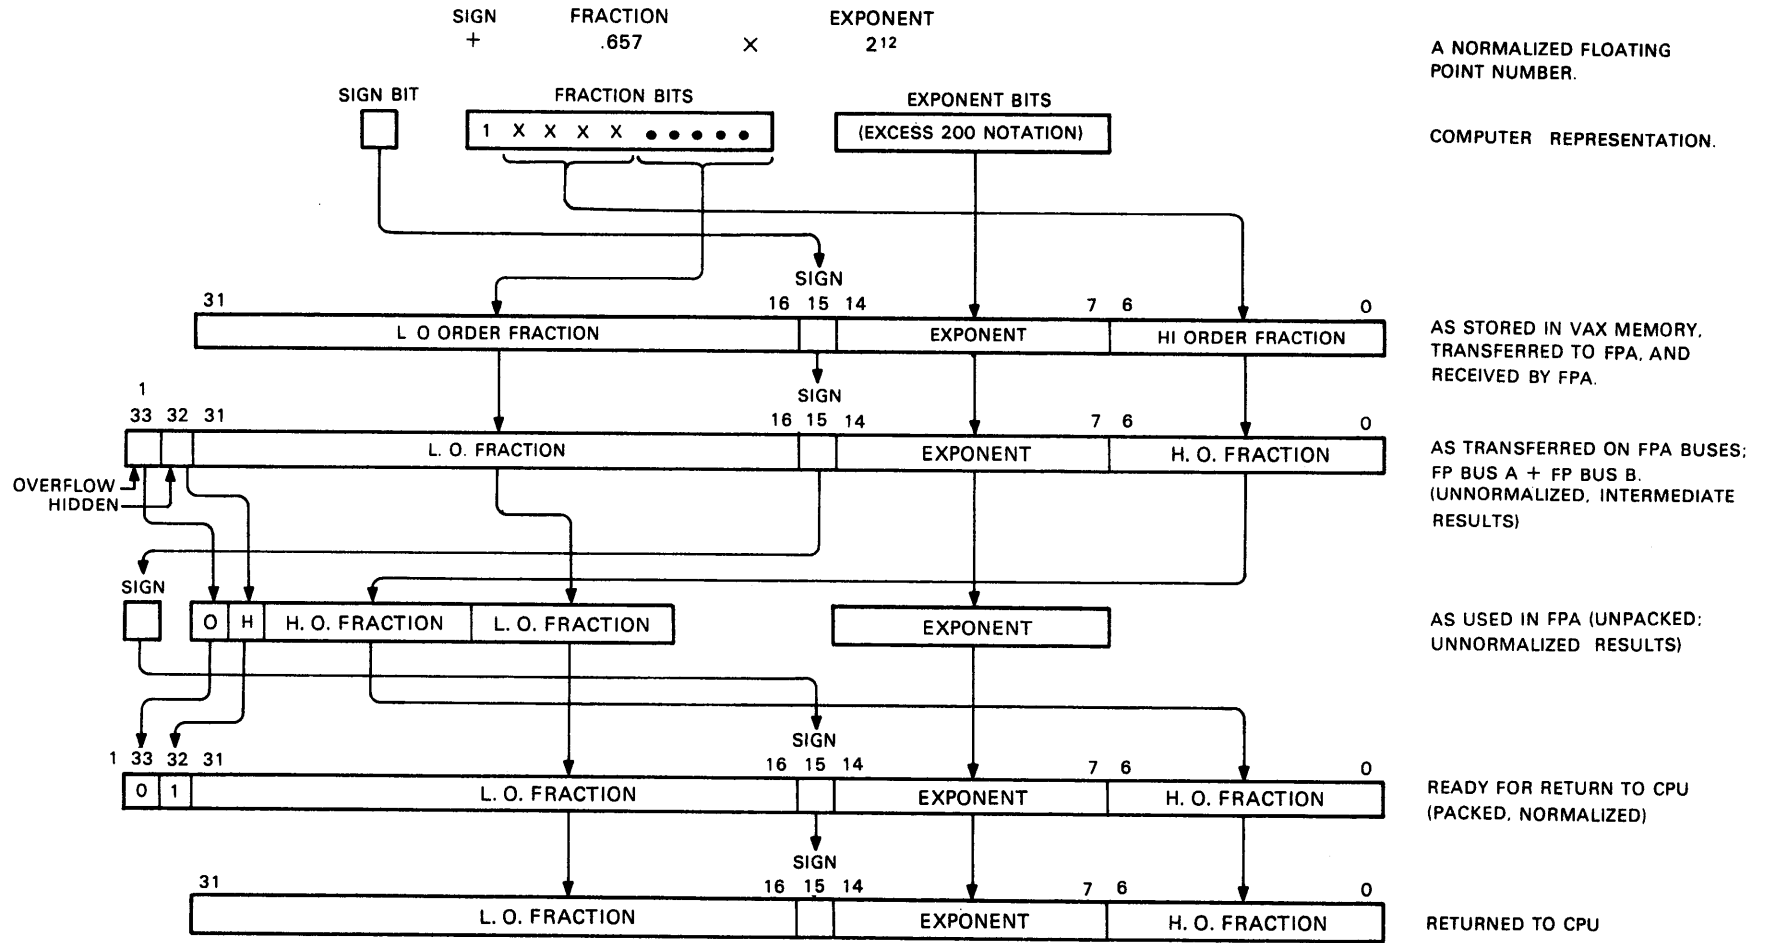 SIGN FRACTION EXPONENT
+ .657 × 2¹²
A NORMALIZED FLOATING
POINT NUMBER.
SIGN BIT FRACTION BITS EXPONENT BITS
1 X X X X ● ● ● ● ● (EXCESS 200 NOTATION)
COMPUTER REPRESENTATION.
SIGN
31 16 15 14 7 6 0
L O ORDER FRACTION EXPONENT HI ORDER FRACTION
AS STORED IN VAX MEMORY,
TRANSFERRED TO FPA, AND
RECEIVED BY FPA.
1 SIGN
33 32 31 16 15 14 7 6 0
L. O. FRACTION EXPONENT H. O. FRACTION
AS TRANSFERRED ON FPA BUSES;
FP BUS A + FP BUS B.
(UNNORMALIZED, INTERMEDIATE
RESULTS)
OVERFLOW
HIDDEN
SIGN
O H H. O. FRACTION L. O. FRACTION EXPONENT
AS USED IN FPA (UNPACKED;
UNNORMALIZED RESULTS)
SIGN
1 33 32 31 16 15 14 7 6 0
0 1 L. O. FRACTION EXPONENT H. O. FRACTION
READY FOR RETURN TO CPU
(PACKED, NORMALIZED)
SIGN
31 16 15 14 7 6 0
L. O. FRACTION EXPONENT H. O. FRACTION
RETURNED TO CPU